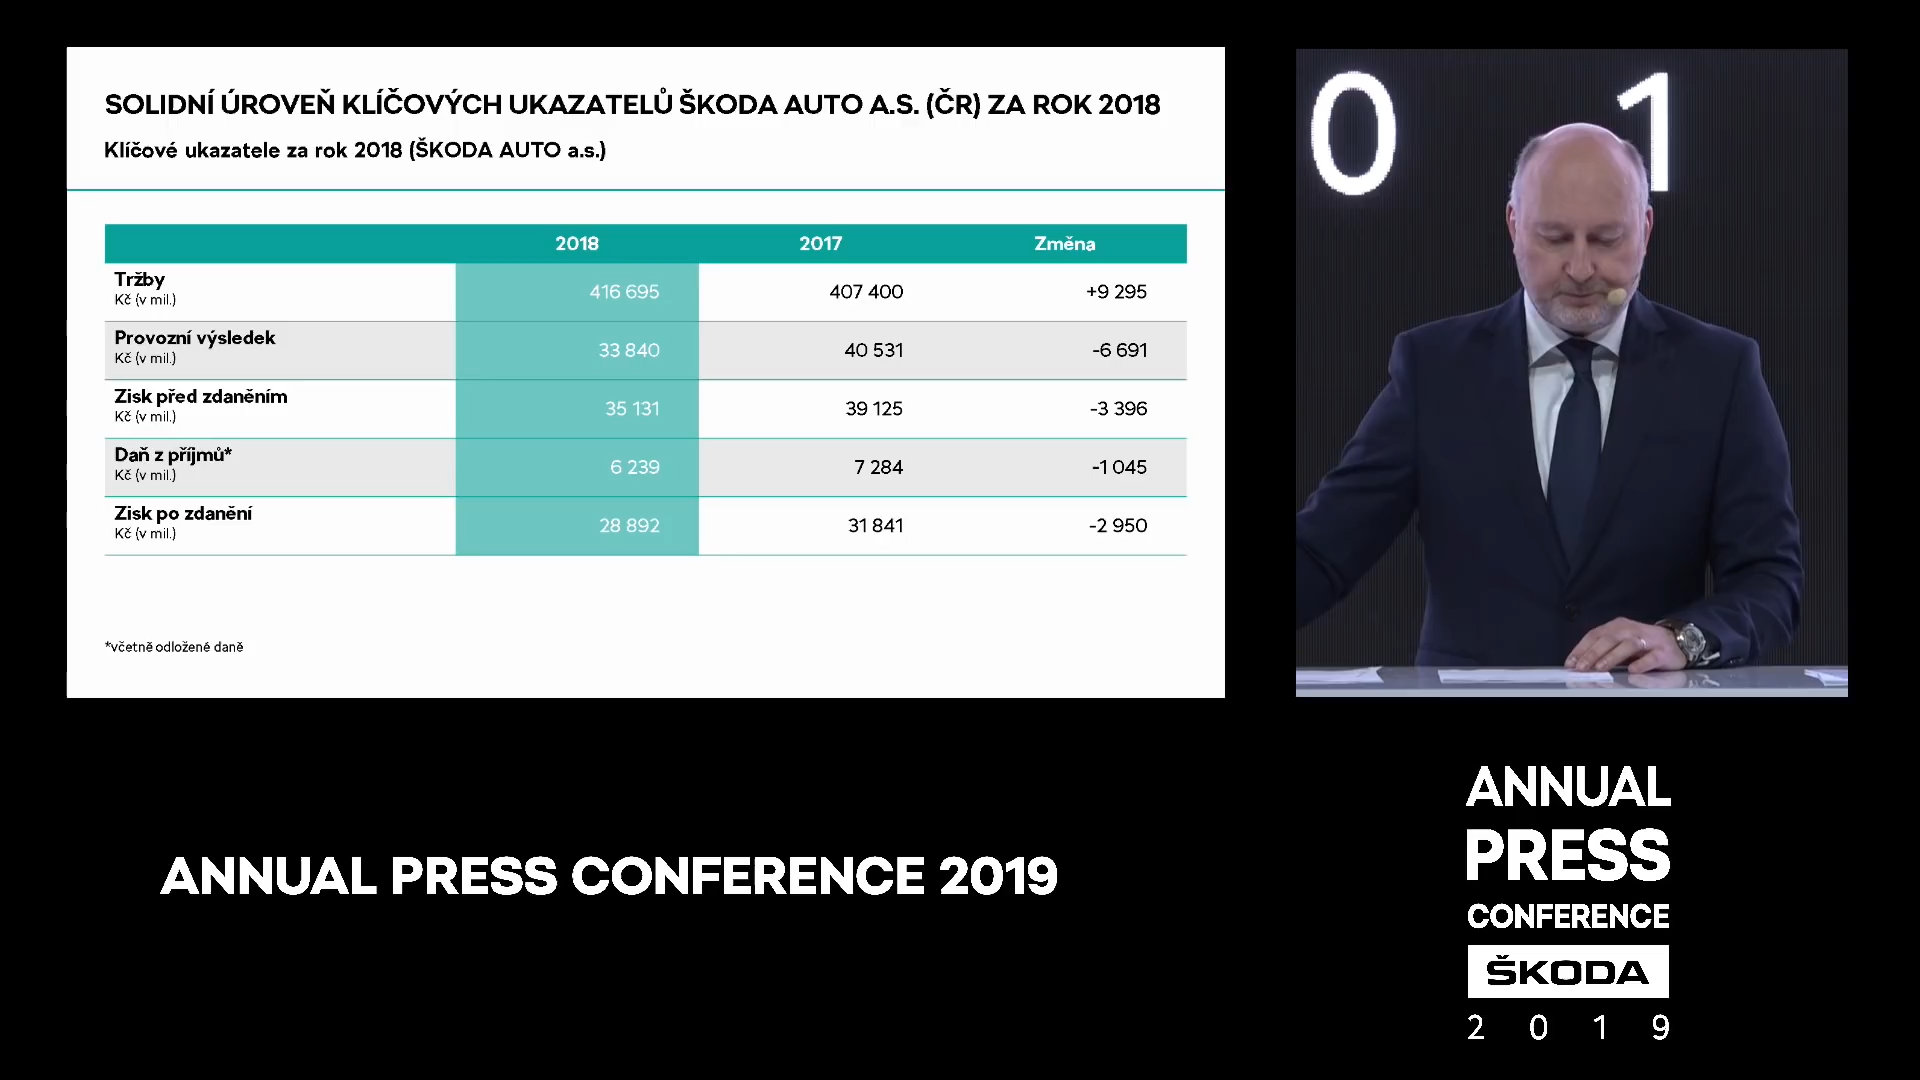 SOLIDNÍ ÚROVEŇ KLÍČOVÝCH UKAZATELŮ ŠKODA AUTO A.S. (ČR) ZA ROK 2018
Klíčové ukazatele za rok 2018 (ŠKODA AUTO a.s.)
2018 2017 Změna
Tržby
Kč (v mil.)
416 695 407 400 +9 295
Provozní výsledek
Kč (v mil.)
33 840 40 531 -6 691
Zisk před zdaněním
Kč (v mil.)
35 131 39 125 -3 396
Daň z příjmů*
Kč (v mil.)
6 239 7 284 -1 045
Zisk po zdanění
Kč (v mil.)
28 892 31 841 -2 950
*včetně odložené daně
0 1
ANNUAL PRESS CONFERENCE 2019
ANNUAL
PRESS
CONFERENCE
ŠKODA
2 0 1 9